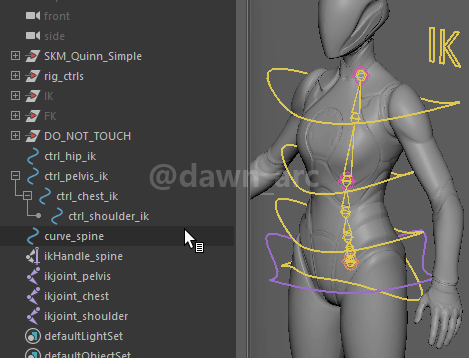 front
side
SKM_Quinn_Simple
rig_ctrls
IK
FK
DO_NOT_TOUCH
ctrl_hip_ik
ctrl_pelvis_ik
ctrl_chest_ik
ctrl_shoulder_ik
curve_spine
ikHandle_spine
ikjoint_pelvis
ikjoint_chest
ikjoint_shoulder
defaultLightSet
defaultObjectSet
@dawn_arc
IK